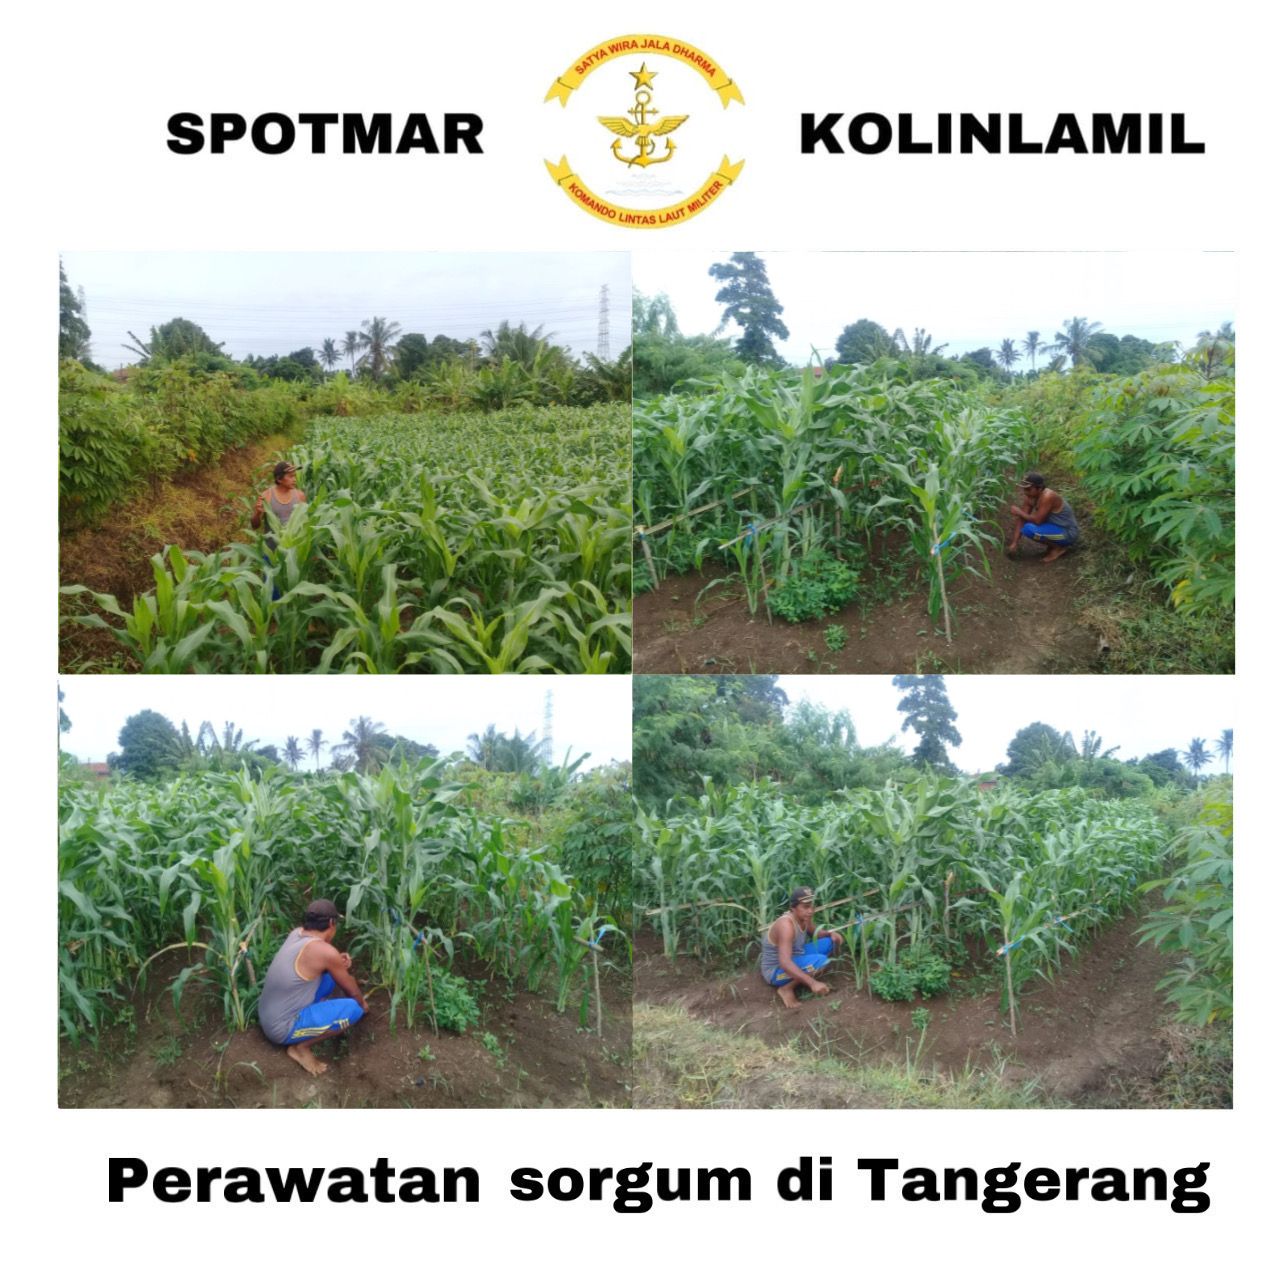 SATYA WIRA JALA DHARMA
SPOTMAR KOLINLAMIL
KOMANDO LINTAS LAUT MILITER
Perawatan sorgum di Tangerang